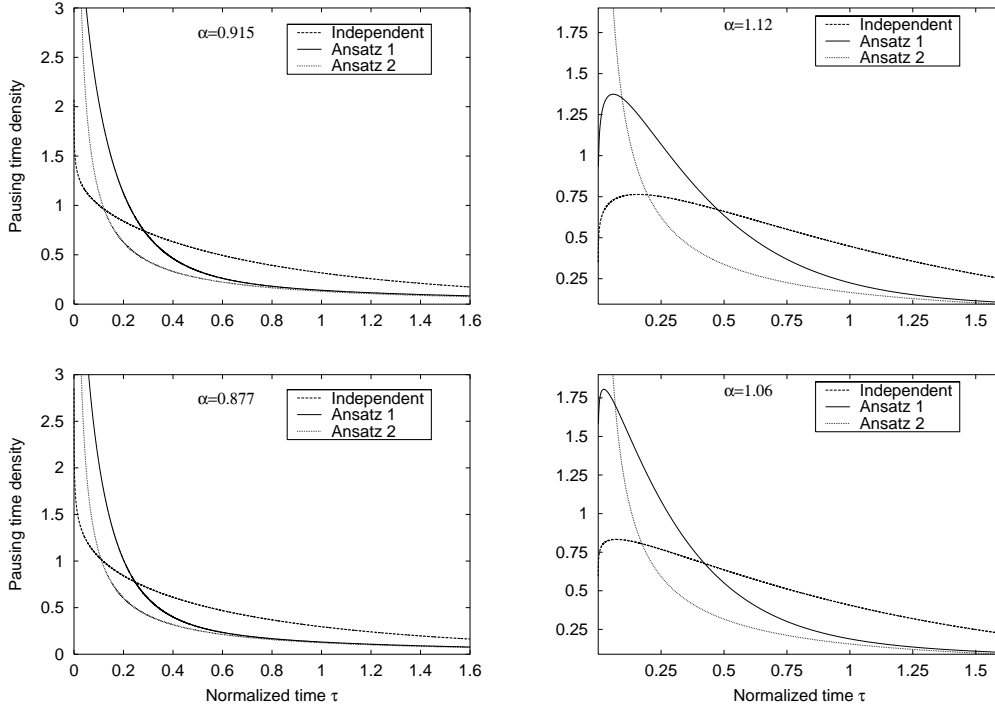 Pausing time density
3
2.5
2
1.5
1
0.5
0
α=0.915
Independent
Ansatz 1
Ansatz 2
0 0.2 0.4 0.6 0.8 1 1.2 1.4 1.6
1.75
1.5
1.25
1
0.75
0.5
0.25
α=1.12
Independent
Ansatz 1
Ansatz 2
0.25 0.5 0.75 1 1.25 1.5
Pausing time density
3
2.5
2
1.5
1
0.5
0
α=0.877
Independent
Ansatz 1
Ansatz 2
0 0.2 0.4 0.6 0.8 1 1.2 1.4 1.6
Normalized time τ
1.75
1.5
1.25
1
0.75
0.5
0.25
α=1.06
Independent
Ansatz 1
Ansatz 2
0.25 0.5 0.75 1 1.25 1.5
Normalized time τ